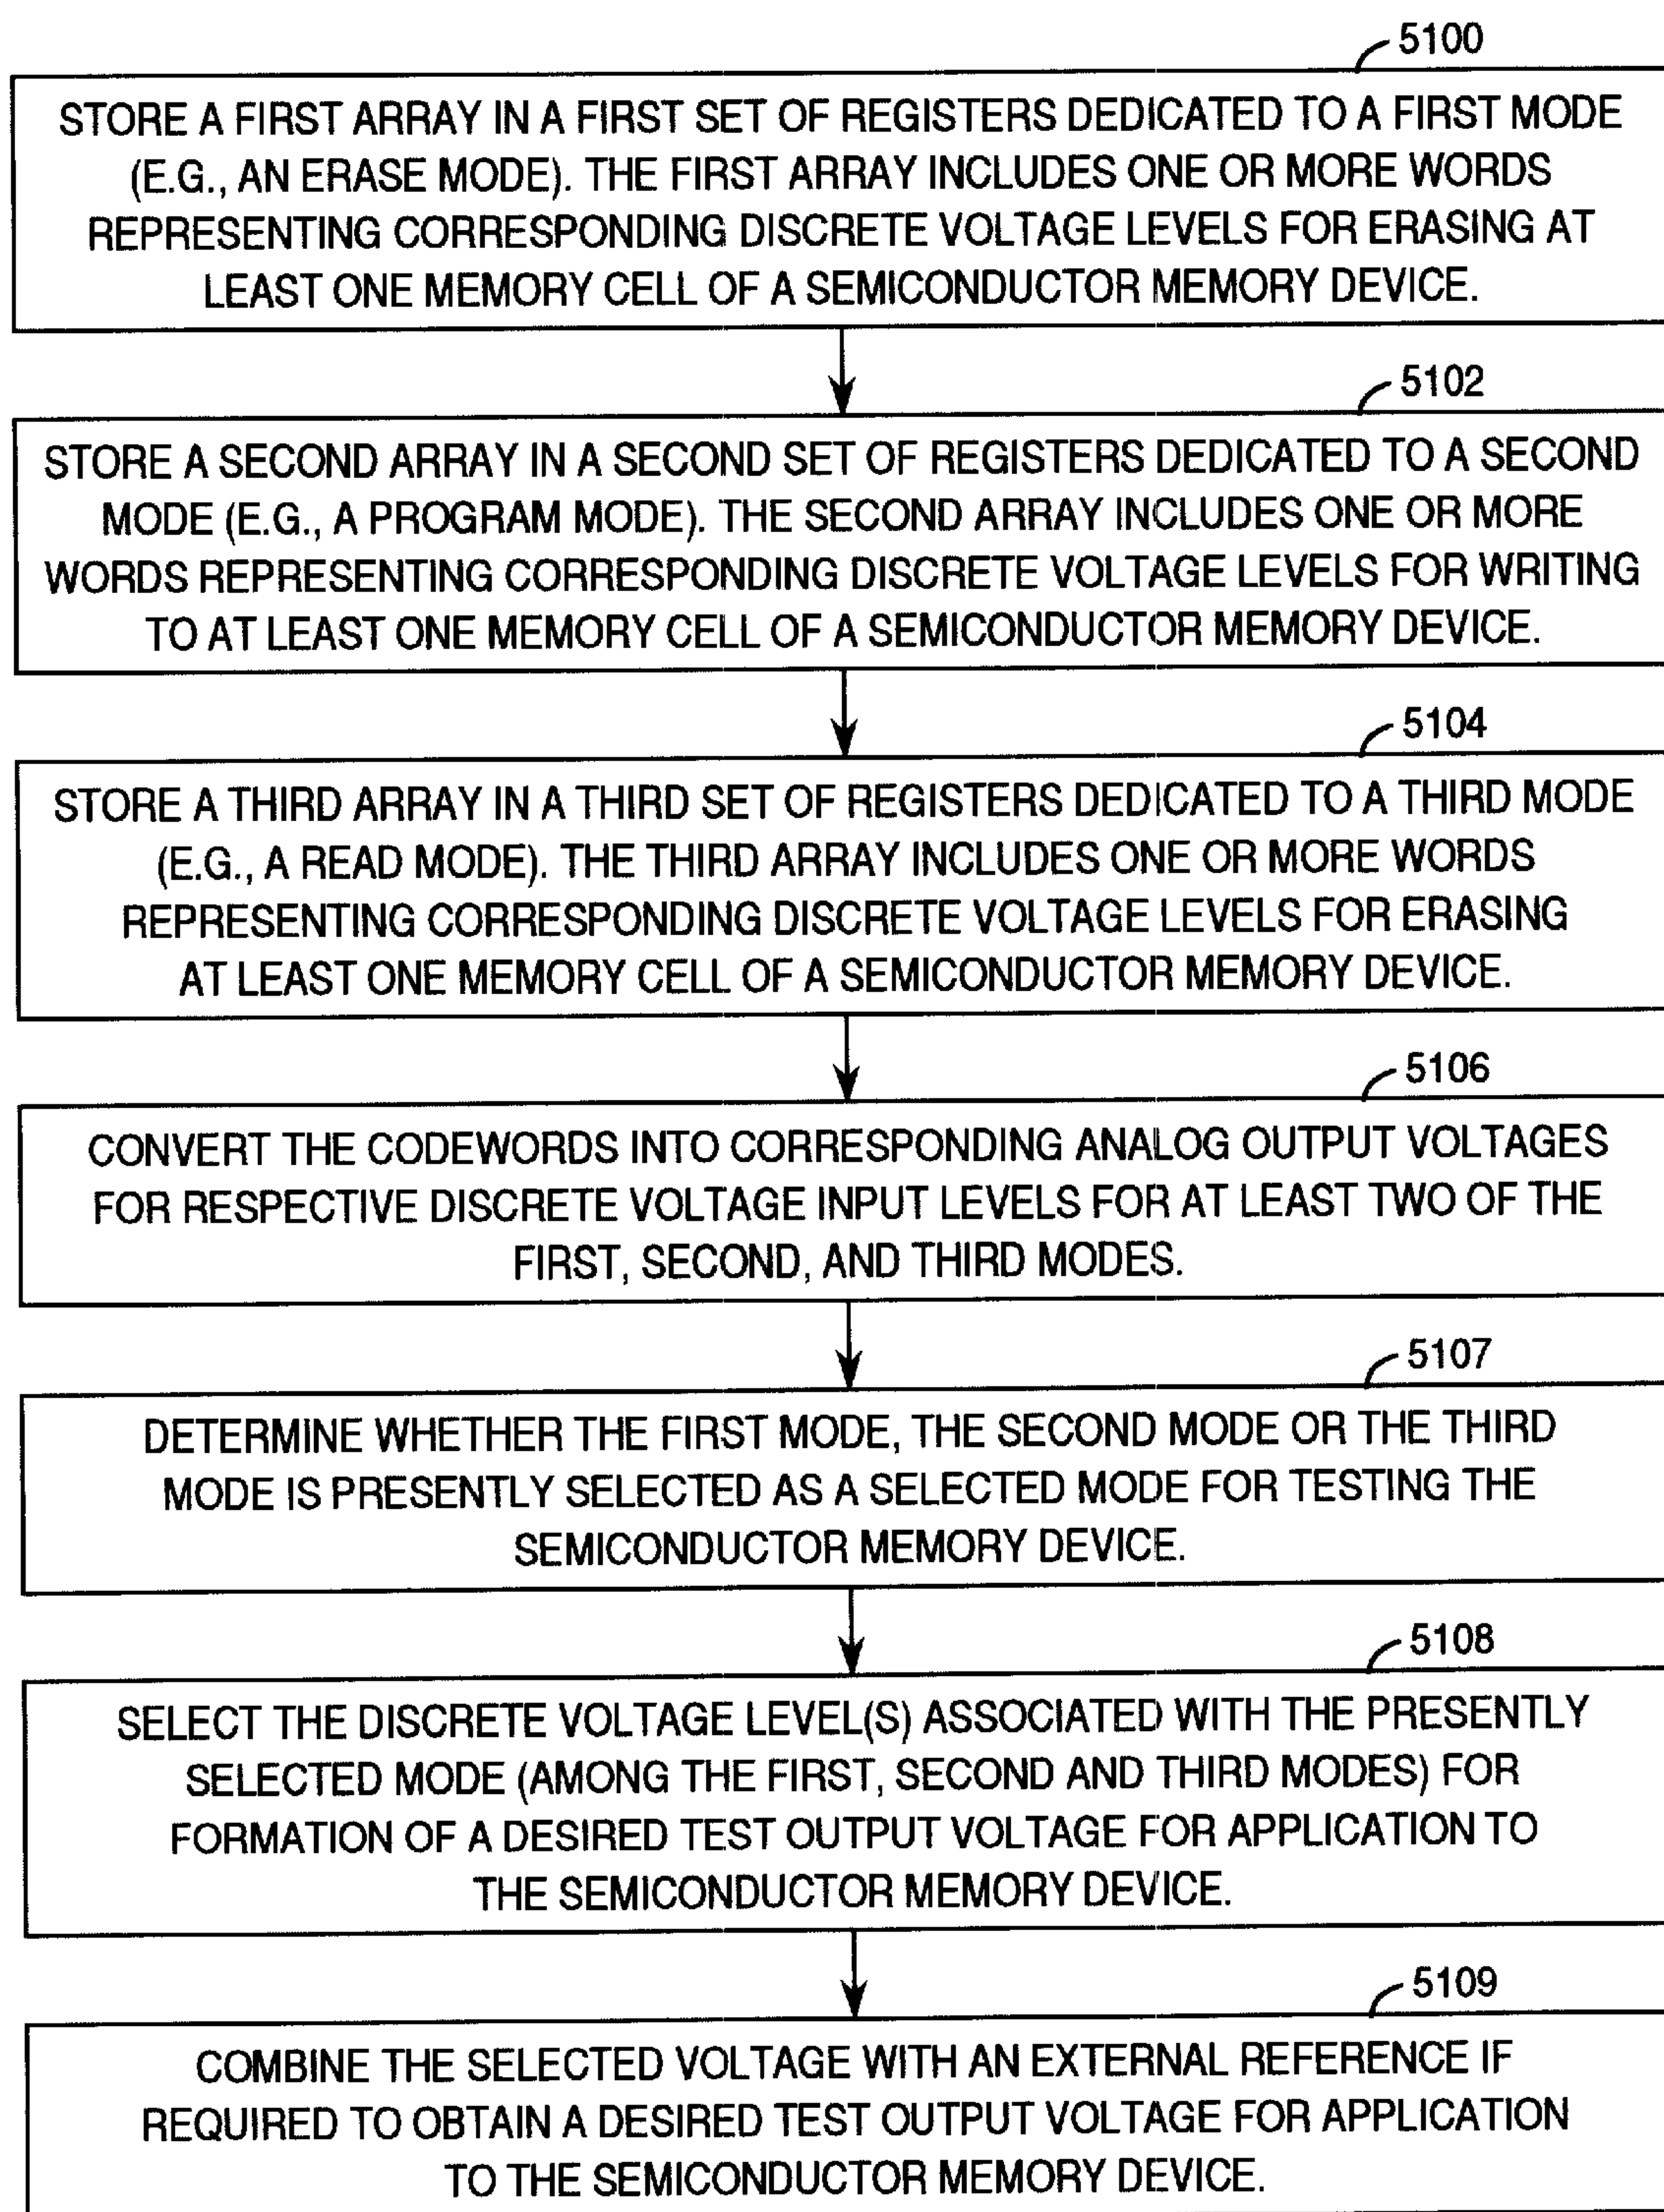 5100
STORE A FIRST ARRAY IN A FIRST SET OF REGISTERS DEDICATED TO A FIRST MODE
(E.G., AN ERASE MODE). THE FIRST ARRAY INCLUDES ONE OR MORE WORDS
REPRESENTING CORRESPONDING DISCRETE VOLTAGE LEVELS FOR ERASING AT
LEAST ONE MEMORY CELL OF A SEMICONDUCTOR MEMORY DEVICE.
5102
STORE A SECOND ARRAY IN A SECOND SET OF REGISTERS DEDICATED TO A SECOND
MODE (E.G., A PROGRAM MODE). THE SECOND ARRAY INCLUDES ONE OR MORE
WORDS REPRESENTING CORRESPONDING DISCRETE VOLTAGE LEVELS FOR WRITING
TO AT LEAST ONE MEMORY CELL OF A SEMICONDUCTOR MEMORY DEVICE.
5104
STORE A THIRD ARRAY IN A THIRD SET OF REGISTERS DEDICATED TO A THIRD MODE
(E.G., A READ MODE). THE THIRD ARRAY INCLUDES ONE OR MORE WORDS
REPRESENTING CORRESPONDING DISCRETE VOLTAGE LEVELS FOR ERASING
AT LEAST ONE MEMORY CELL OF A SEMICONDUCTOR MEMORY DEVICE.
5106
CONVERT THE CODEWORDS INTO CORRESPONDING ANALOG OUTPUT VOLTAGES
FOR RESPECTIVE DISCRETE VOLTAGE INPUT LEVELS FOR AT LEAST TWO OF THE
FIRST, SECOND, AND THIRD MODES.
5107
DETERMINE WHETHER THE FIRST MODE, THE SECOND MODE OR THE THIRD
MODE IS PRESENTLY SELECTED AS A SELECTED MODE FOR TESTING THE
SEMICONDUCTOR MEMORY DEVICE.
5108
SELECT THE DISCRETE VOLTAGE LEVEL(S) ASSOCIATED WITH THE PRESENTLY
SELECTED MODE (AMONG THE FIRST, SECOND AND THIRD MODES) FOR
FORMATION OF A DESIRED TEST OUTPUT VOLTAGE FOR APPLICATION TO
THE SEMICONDUCTOR MEMORY DEVICE.
5109
COMBINE THE SELECTED VOLTAGE WITH AN EXTERNAL REFERENCE IF
REQUIRED TO OBTAIN A DESIRED TEST OUTPUT VOLTAGE FOR APPLICATION
TO THE SEMICONDUCTOR MEMORY DEVICE.